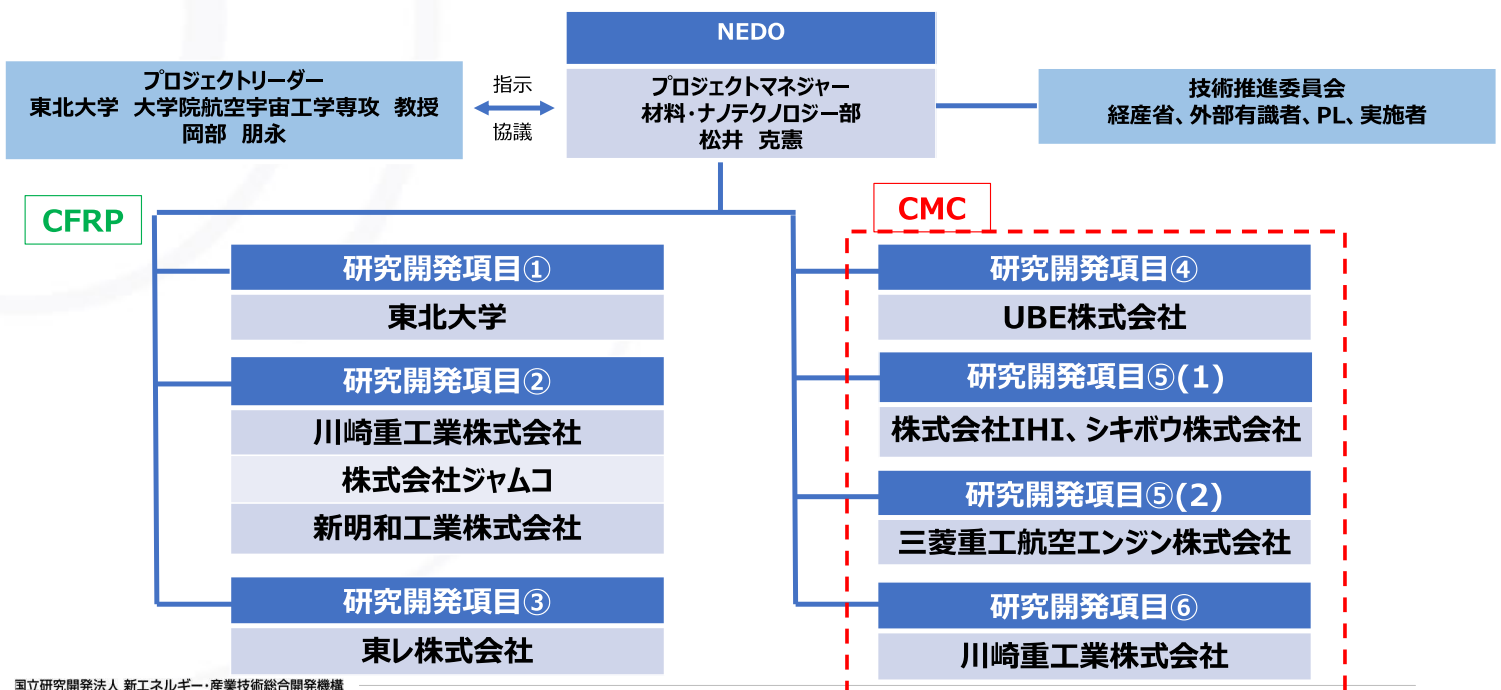 NEDO
プロジェクトリーダー
東北大学 大学院航空宇宙工学専攻 教授
岡部 朋永
指示
協議
プロジェクトマネジャー
材料・ナノテクノロジー部
松井 克憲
技術推進委員会
経産省、外部有識者、PL、実施者
CFRP
研究開発項目①
東北大学
研究開発項目②
川崎重工業株式会社
株式会社ジャムコ
新明和工業株式会社
研究開発項目③
東レ株式会社
CMC
研究開発項目④
UBE株式会社
研究開発項目⑤(1)
株式会社IHI、シキボウ株式会社
研究開発項目⑤(2)
三菱重工航空エンジン株式会社
研究開発項目⑥
川崎重工業株式会社
国立研究開発法人 新エネルギー・産業技術総合開発機構